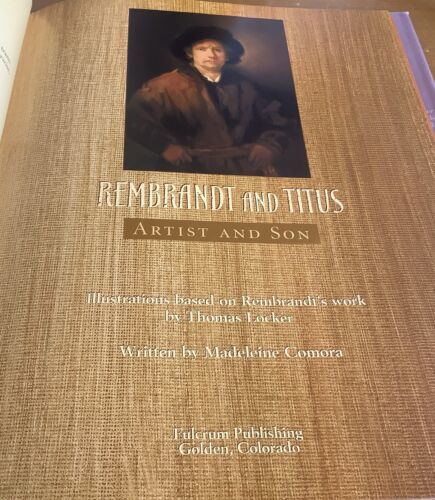 REMBRANDT AND TITUS
ARTIST AND SON
Illustrations based on Rembrandt's work
by Thomas Locker
Written by Madeleine Comora
Fulcrum Publishing
Golden, Colorado